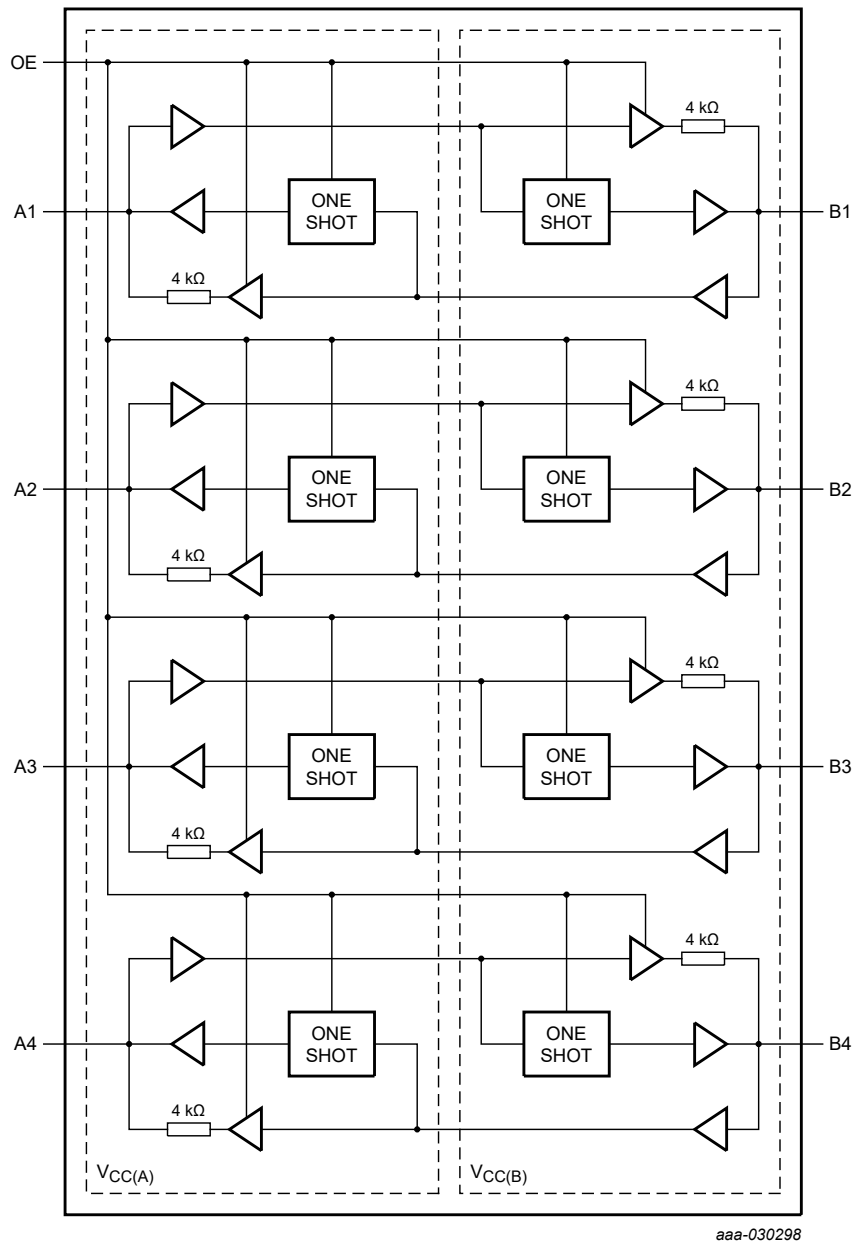 OE
4 kΩ
A1
ONE
SHOT
ONE
SHOT
B1
4 kΩ
4 kΩ
A2
ONE
SHOT
ONE
SHOT
B2
4 kΩ
4 kΩ
A3
ONE
SHOT
ONE
SHOT
B3
4 kΩ
4 kΩ
A4
ONE
SHOT
ONE
SHOT
B4
4 kΩ
VCC(A)
VCC(B)
aaa-030298